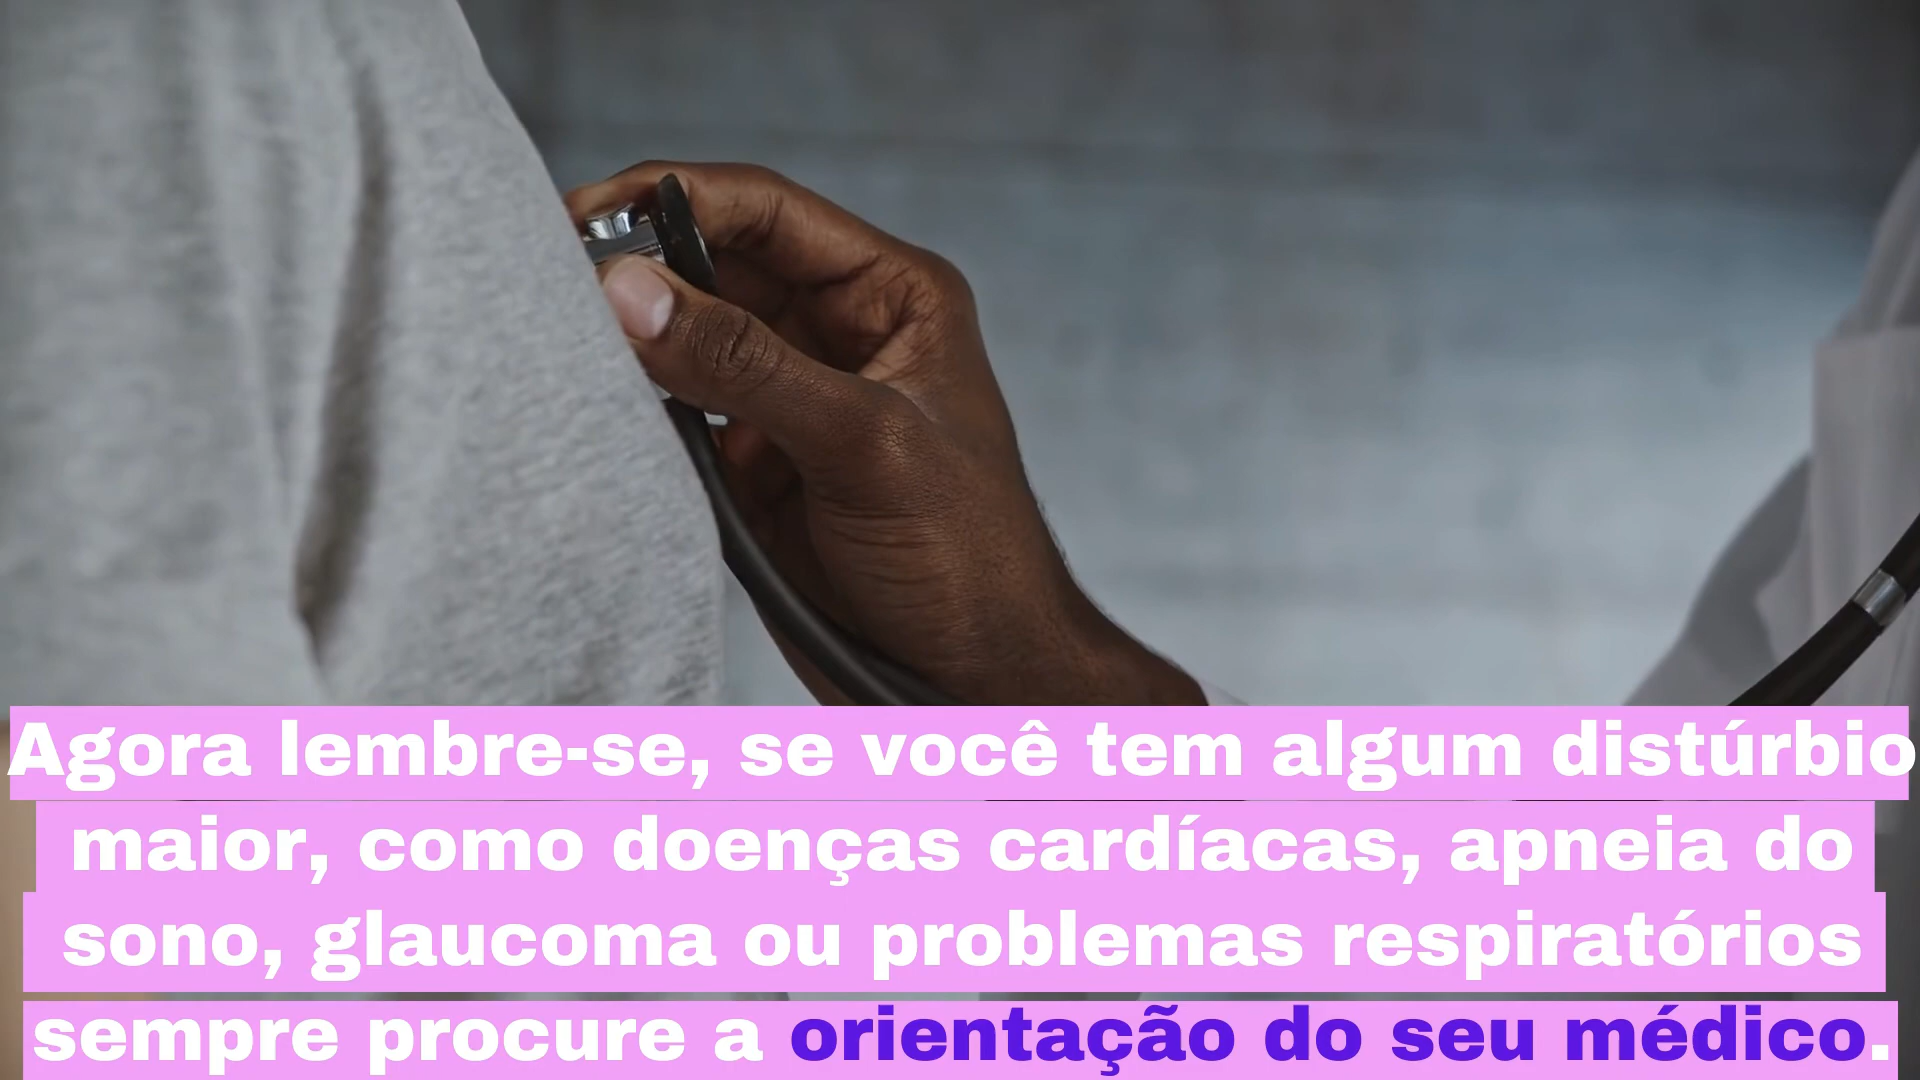 Agora lembre-se, se você tem algum distúrbio
maior, como doenças cardíacas, apneia do
sono, glaucoma ou problemas respiratórios
sempre procure a orientação do seu médico.